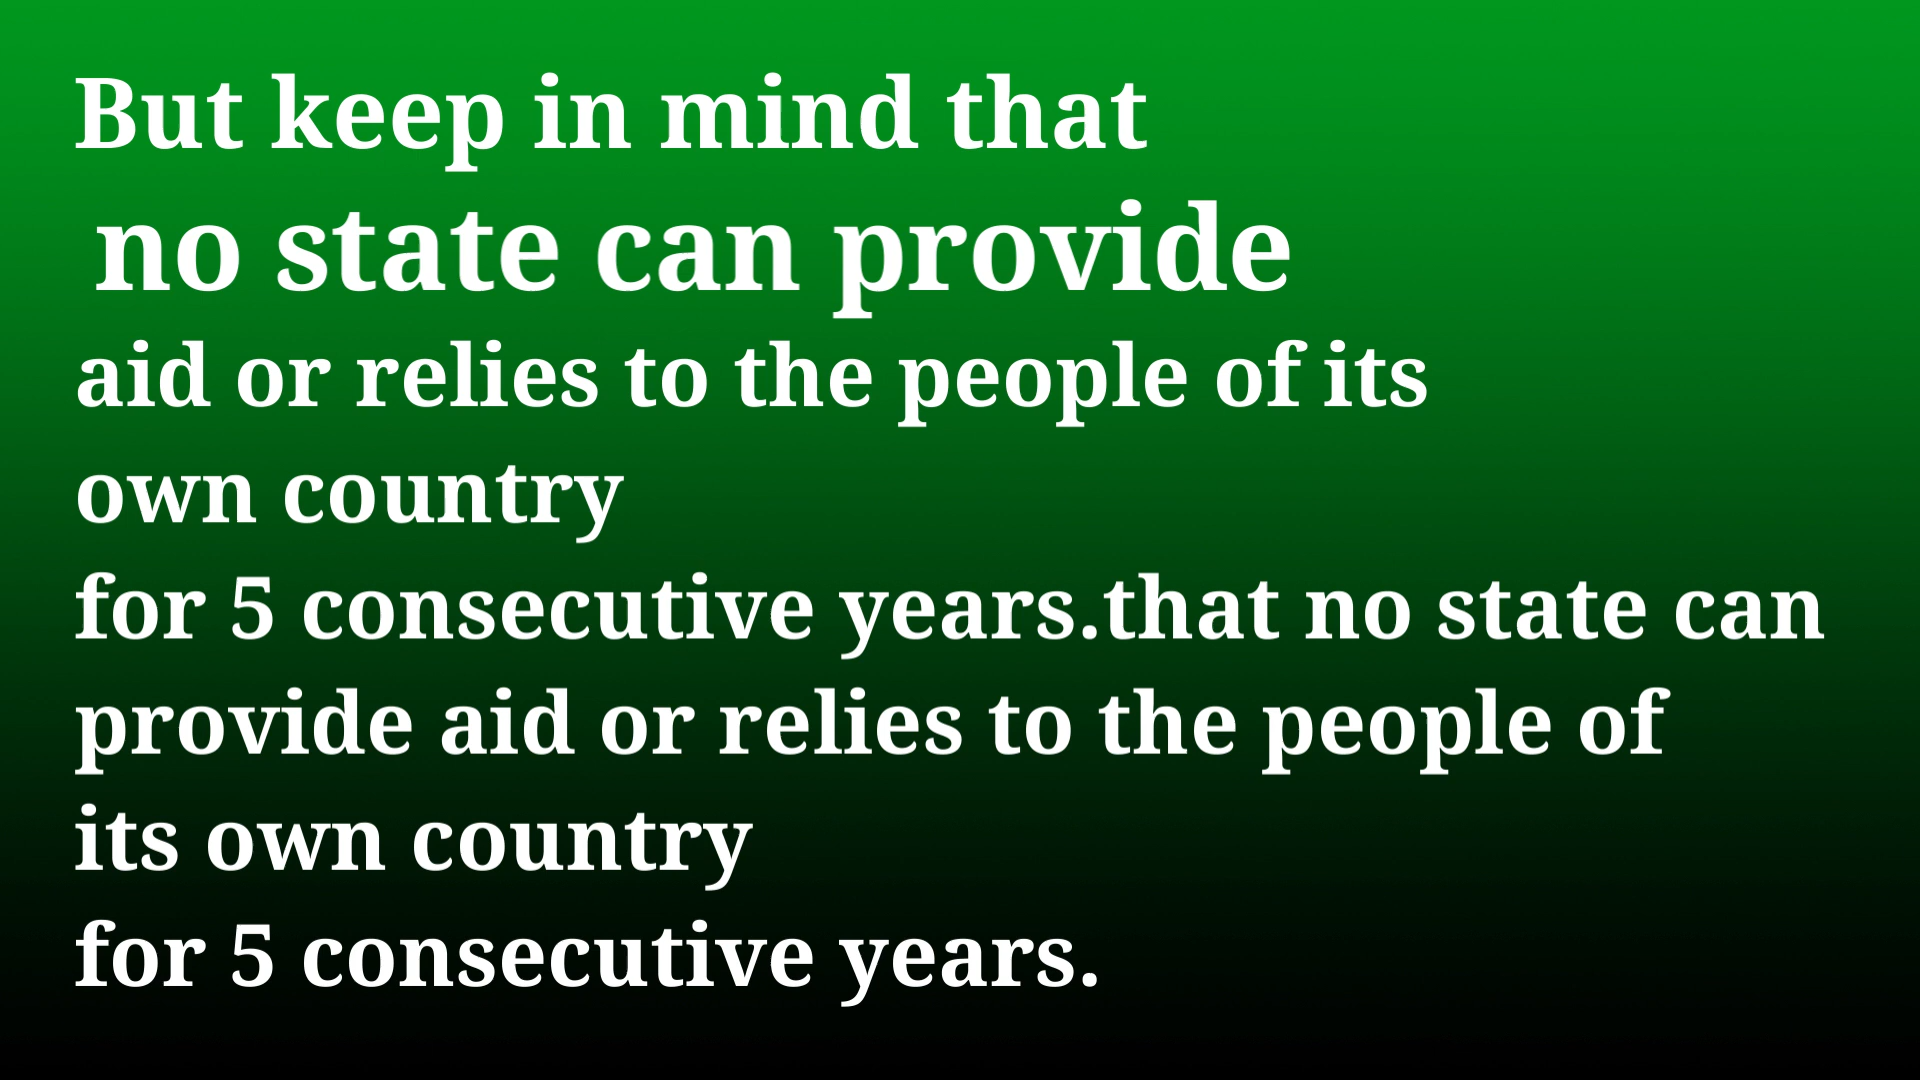 But keep in mind that
no state can provide
aid or relies to the people of its
own country
for 5 consecutive years.that no state can
provide aid or relies to the people of
its own country
for 5 consecutive years.